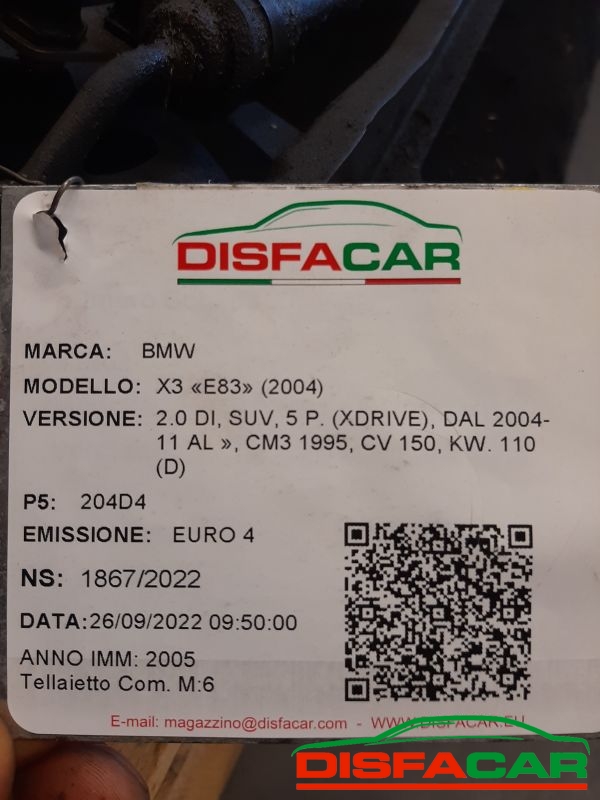 DISFACAR
MARCA: BMW
MODELLO: X3 «E83» (2004)
VERSIONE: 2.0 DI, SUV, 5 P. (XDRIVE), DAL 2004-
11 AL », CM3 1995, CV 150, KW. 110
(D)
P5: 204D4
EMISSIONE: EURO 4
NS: 1867/2022
DATA:26/09/2022 09:50:00
ANNO IMM: 2005
Tellaietto Com. M:6
E-mail: magazzino@disfacar.com - WWW.DISFACAR.EU
DISFACAR